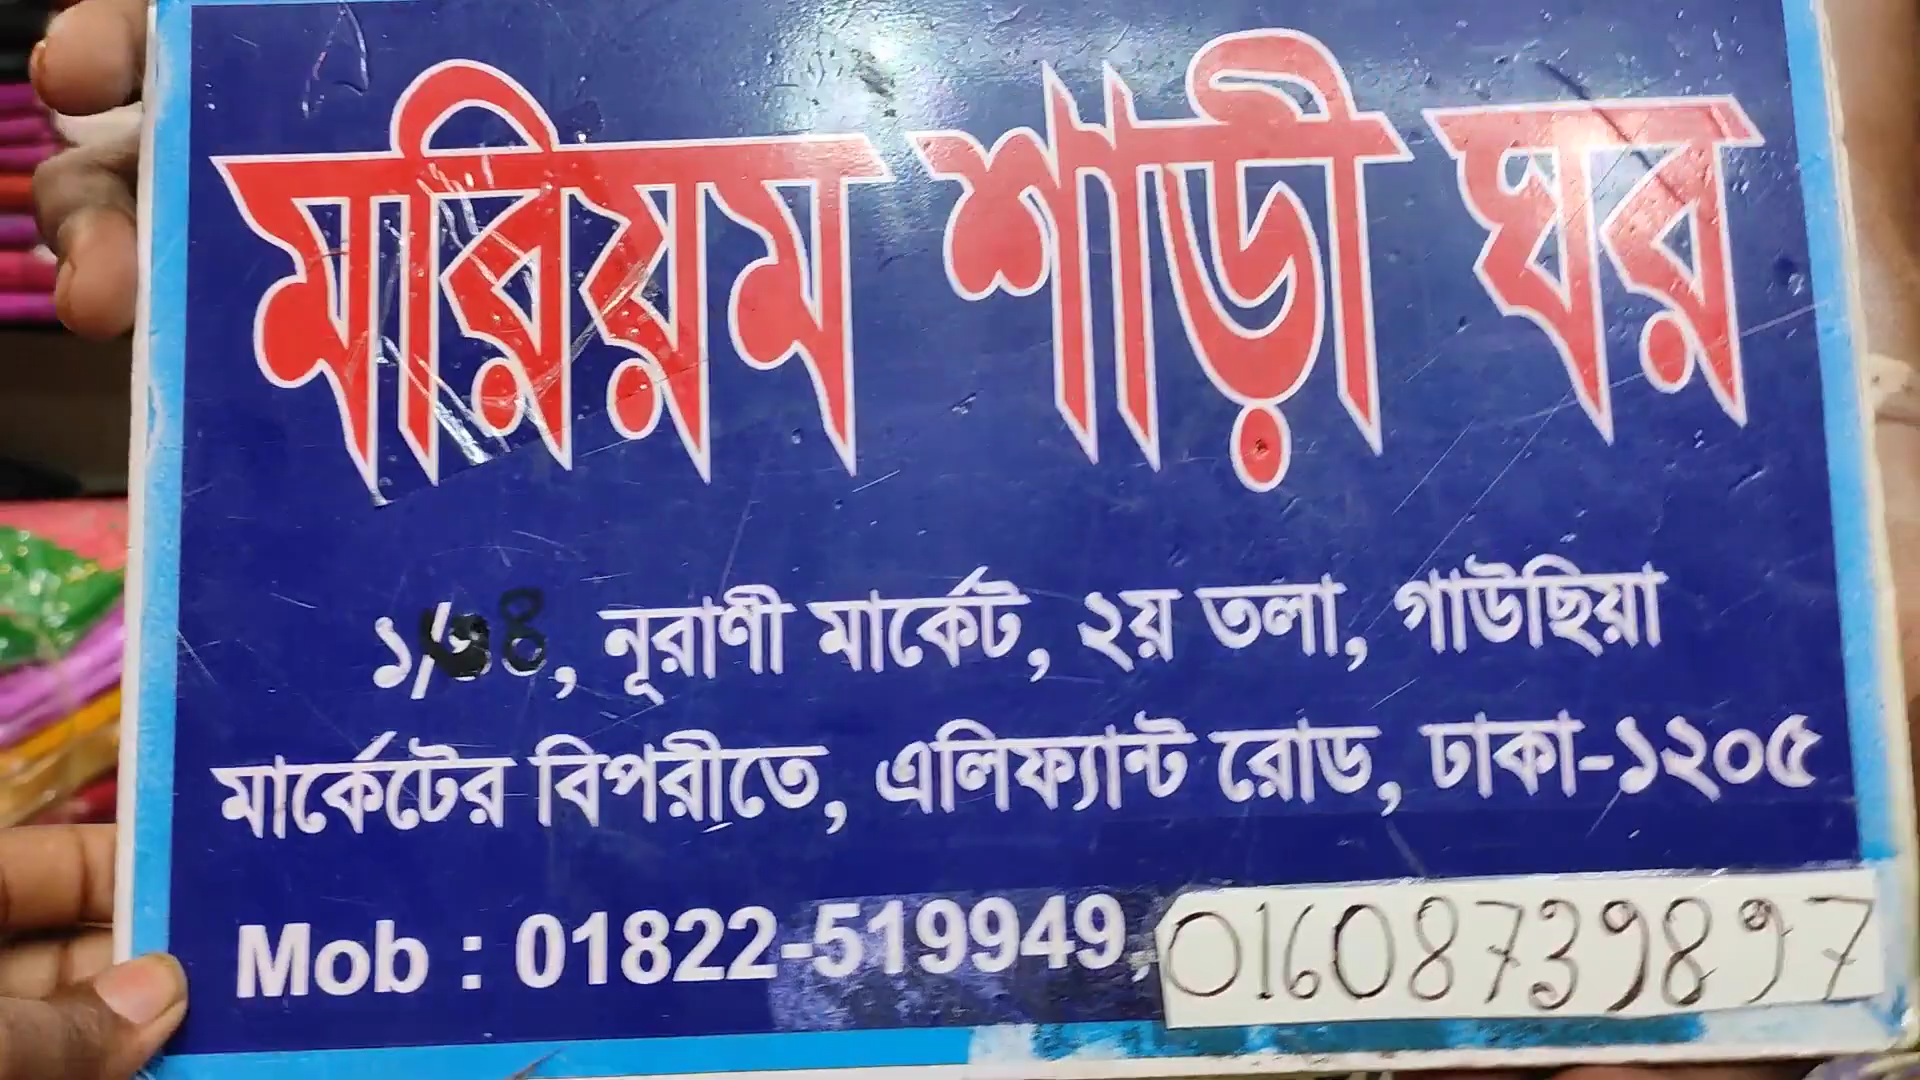 মরিয়ম শাড়ী ঘর
১/৩৪, নূরাণী মার্কেট, ২য় তলা, গাউছিয়া
মার্কেটের বিপরীতে, এলিফ্যান্ট রোড, ঢাকা-১২০৫
Mob : 01822-519949, 01608739897